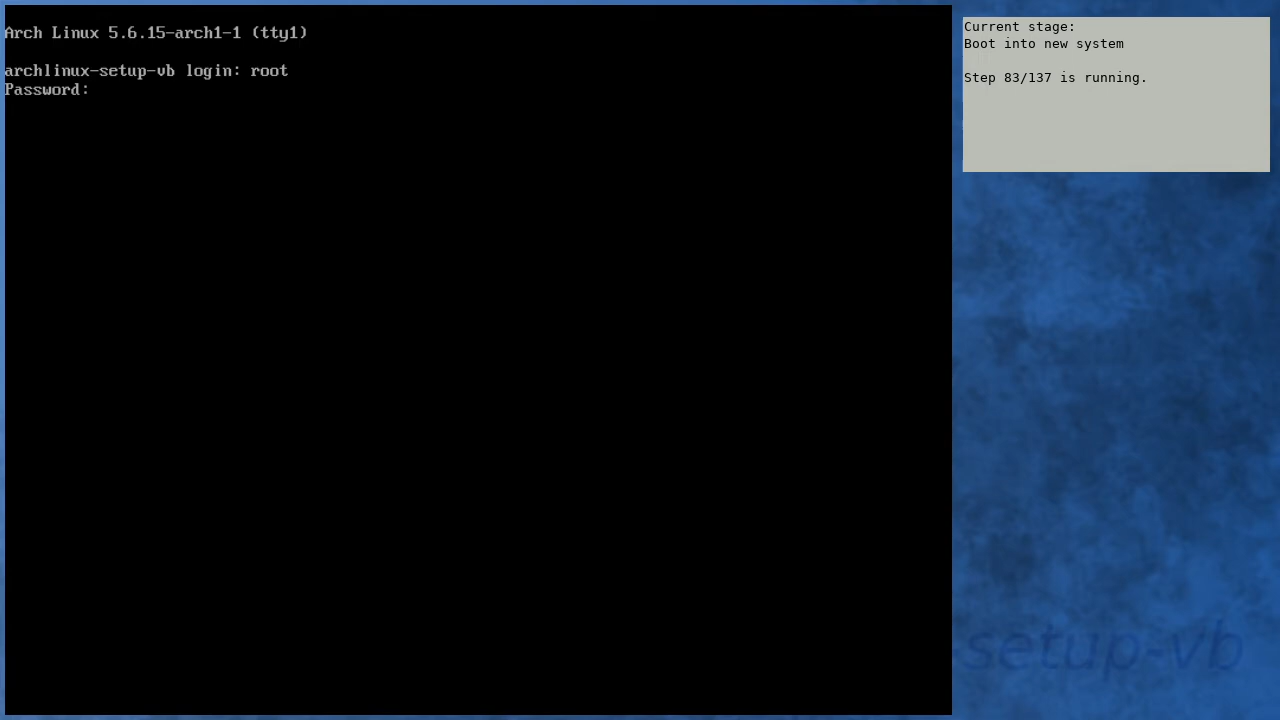 Arch Linux 5.6.15-arch1-1 (tty1)
archlinux-setup-vb login: root
Password:
Current stage:
Boot into new system
Step 83/137 is running.
setup-vb